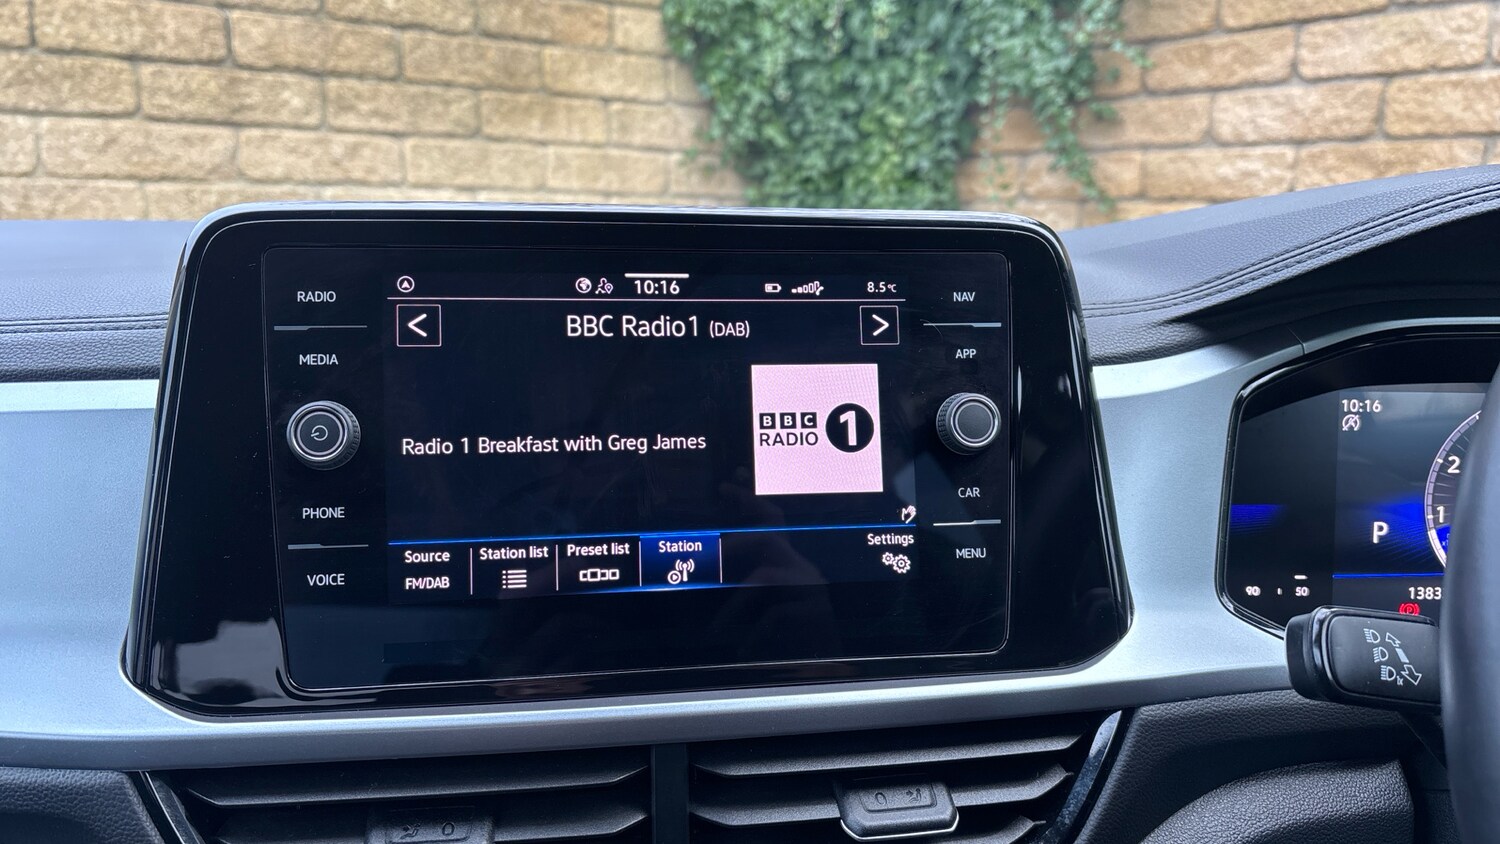 RADIO
MEDIA
PHONE
VOICE
10:16
8.5°C
<
BBC Radio1 (DAB)
>
Radio 1 Breakfast with Greg James
BBC
RADIO 1
Source
FM/DAB
Station list
Preset list
Station
Settings
NAV
APP
CAR
MENU
10:16
2
1
P
90
50
1383